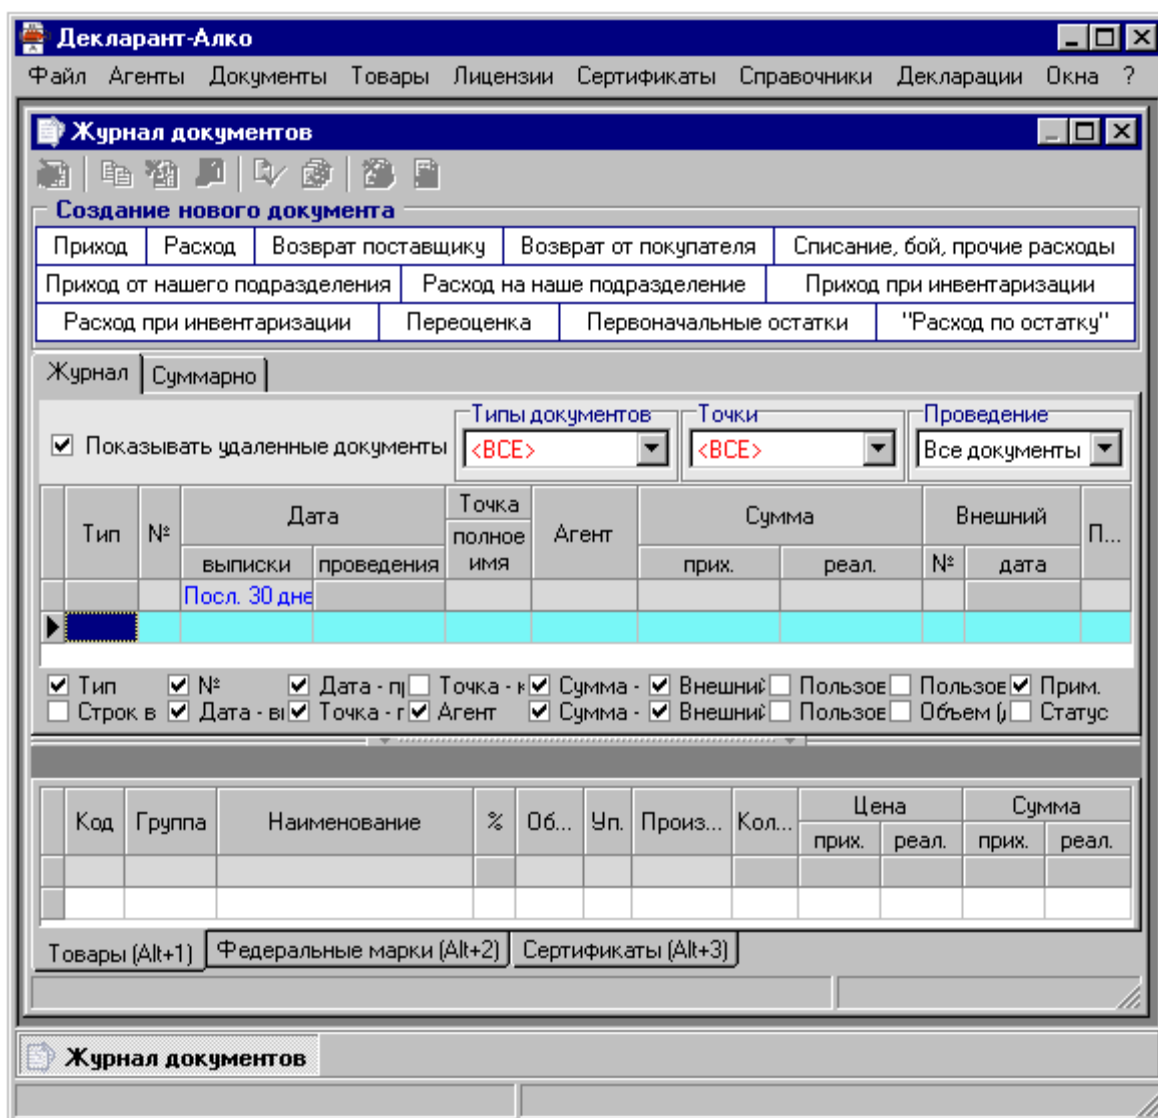 Декларант-Алко
Файл Агенты Документы Товары Лицензии Сертификаты Справочники Декларации Окна ?
Журнал документов
Создание нового документа
Приход Расход Возврат поставщику Возврат от покупателя Списание, бой, прочие расходы
Приход от нашего подразделения Расход на наше подразделение Приход при инвентаризации
Расход при инвентаризации Переоценка Первоначальные остатки "Расход по остатку"
Журнал Суммарно
Типы документов Точки Проведение
Показывать удаленные документы <ВСЕ> <ВСЕ> Все документы
Тип № Дата Точка Агент Сумма Внешний П...
выписки проведения полное имя прих. реал. № дата
Посл. 30 дне
Тип № Дата - п Точка - к Сумма - Внешний Пользов Пользов Прим.
Строк в Дата - вы Точка - п Агент Сумма - Внешний Пользов Объем (д Статус
Код Группа Наименование % Об... Уп. Произ... Кол... Цена Сумма
прих. реал. прих. реал.
Товары (Alt+1) Федеральные марки (Alt+2) Сертификаты (Alt+3)
Журнал документов